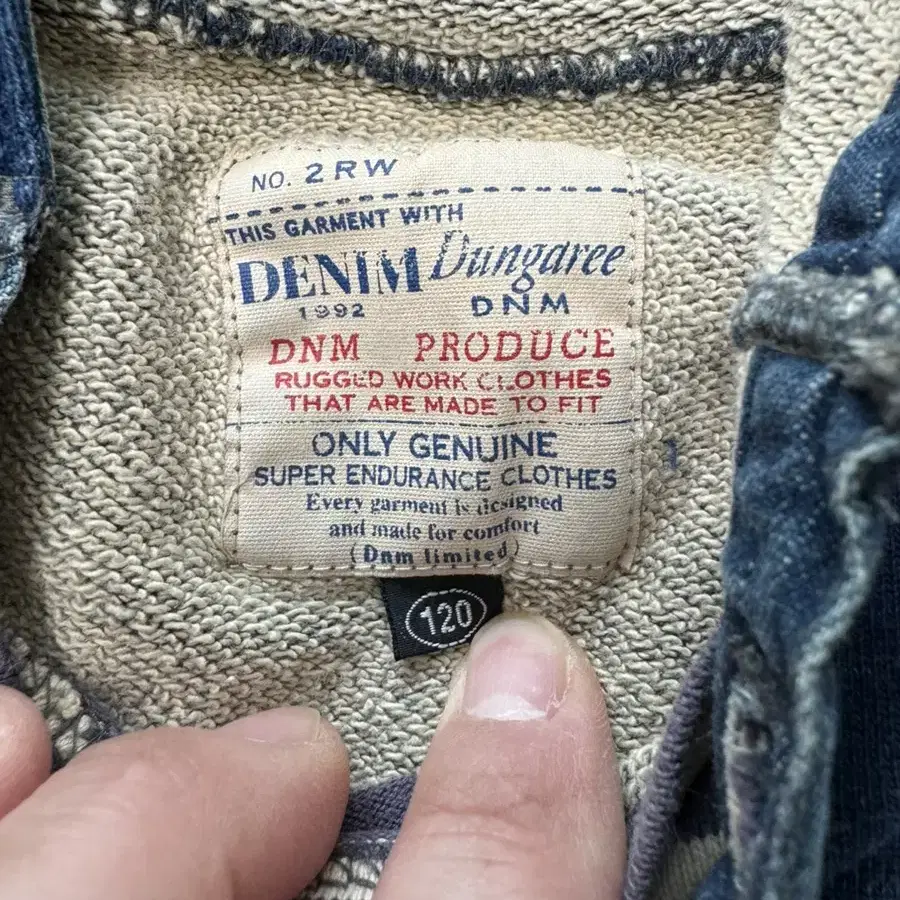 NO. 2RW
THIS GARMENT WITH
DENIM Dungaree
1992 DNM
DNM PRODUCE
RUGGED WORK CLOTHES
THAT ARE MADE TO FIT
ONLY GENUINE
SUPER ENDURANCE CLOTHES
Every garment is designed
and made for comfort
(Dnm limited)
120